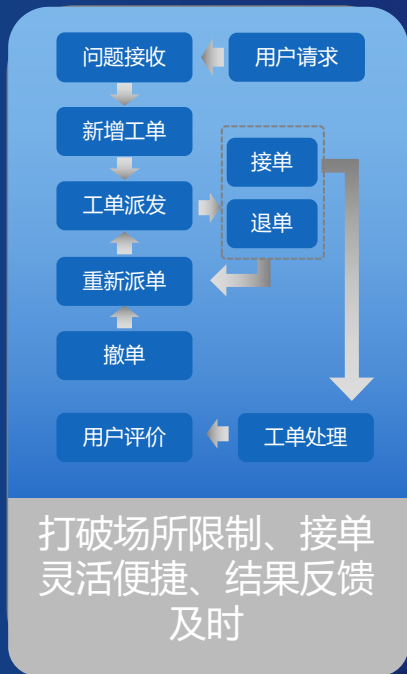 问题接收
用户请求
新增工单
接单
工单派发
退单
重新派单
撤单
用户评价
工单处理
打破场所限制、接单
灵活便捷、结果反馈
及时